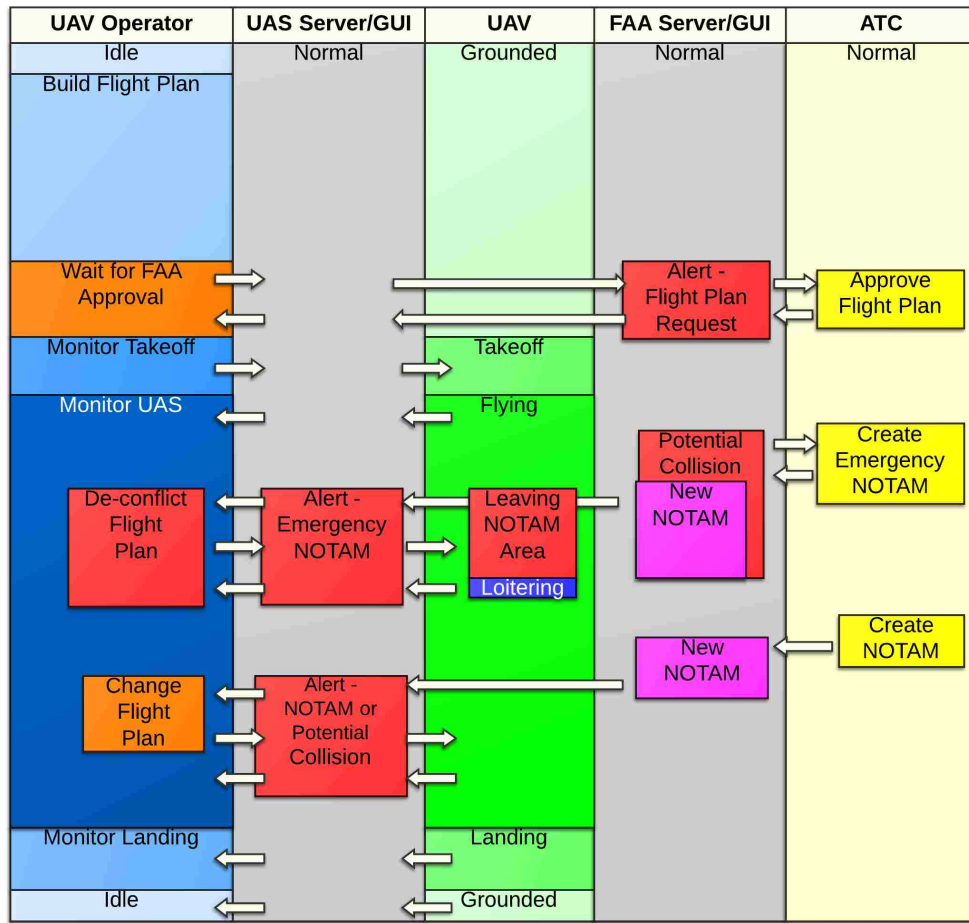 UAV Operator
UAS Server/GUI
UAV
FAA Server/GUI
ATC
Idle
Normal
Grounded
Normal
Normal
Build Flight Plan
Wait for FAA
Approval
Alert -
Flight Plan
Request
Approve
Flight Plan
Monitor Takeoff
Takeoff
Monitor UAS
Flying
Potential
Collision
Create
Emergency
NOTAM
New
NOTAM
De-conflict
Flight
Plan
Alert -
Emergency
NOTAM
Leaving
NOTAM
Area
Loitering
Create
NOTAM
New
NOTAM
Change
Flight
Plan
Alert -
NOTAM or
Potential
Collision
Monitor Landing
Landing
Idle
Grounded